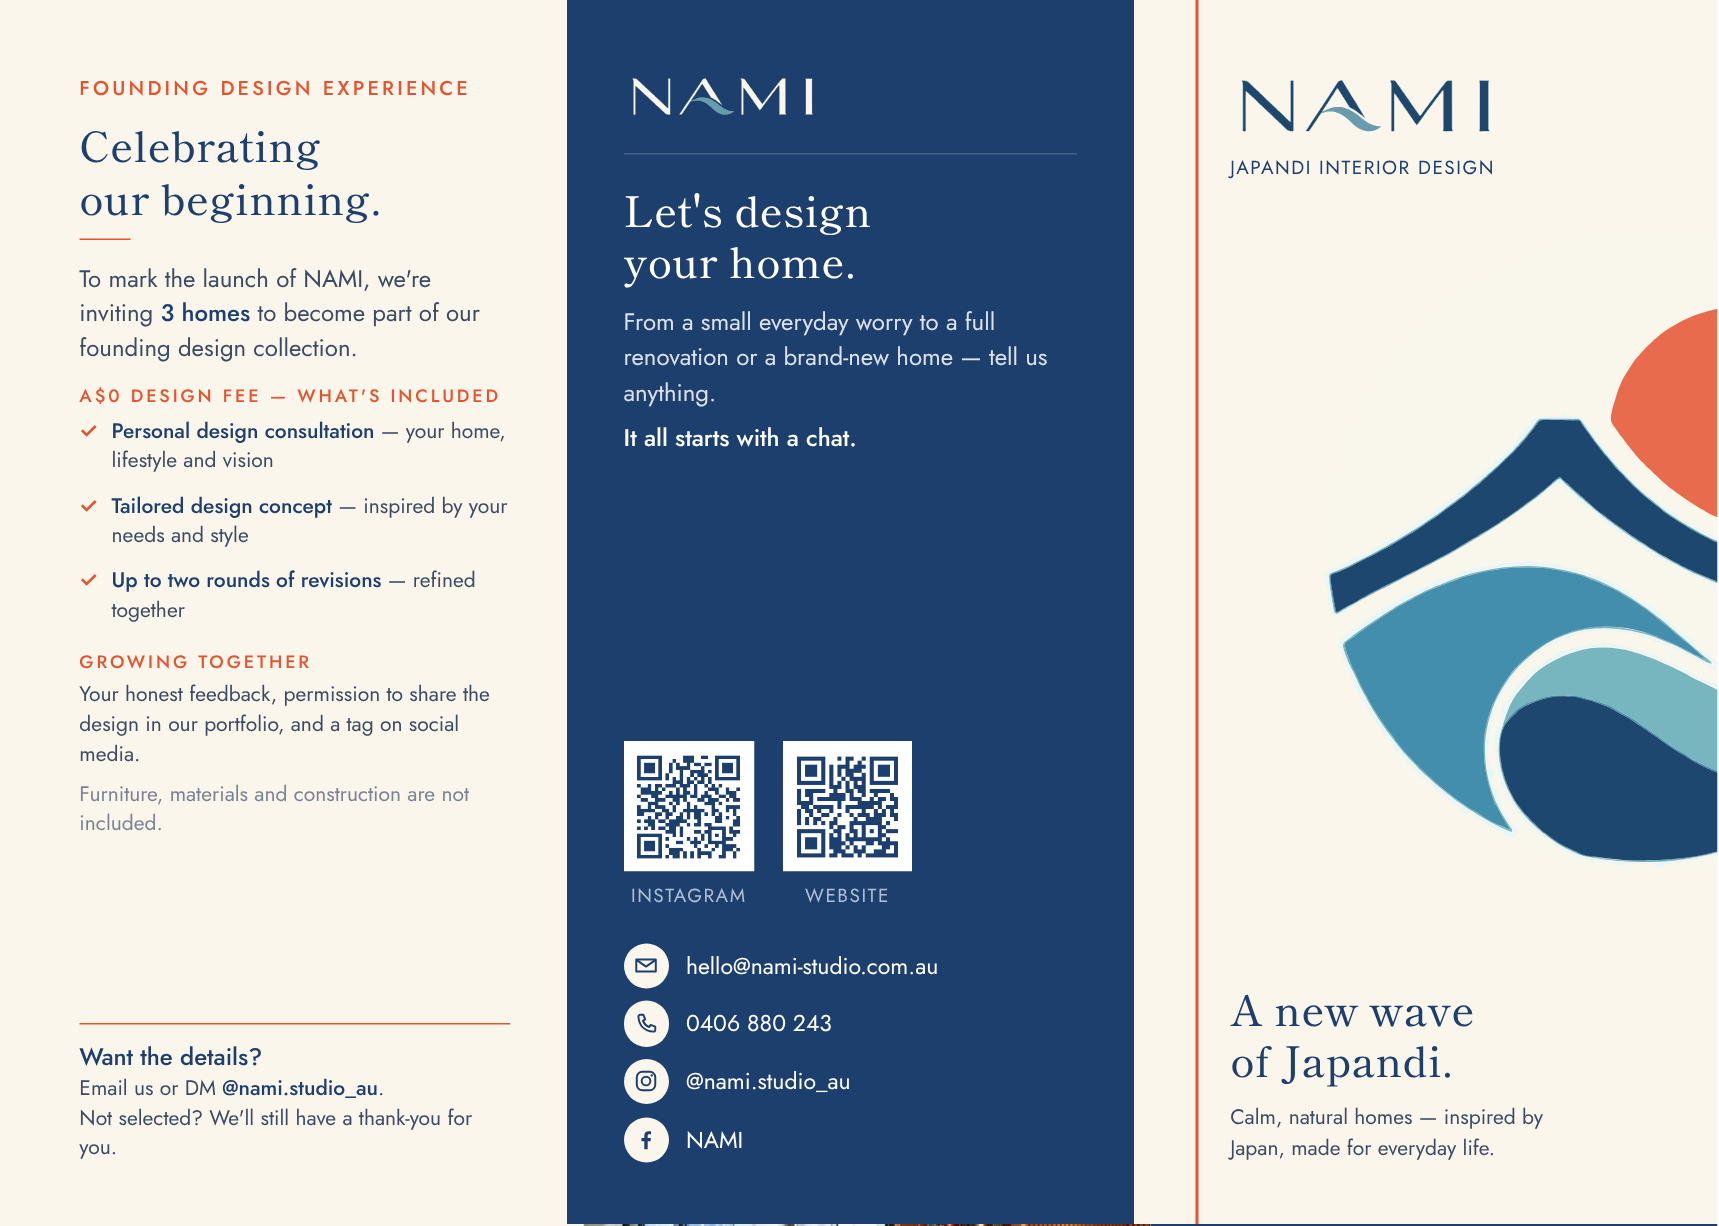 FOUNDING DESIGN EXPERIENCE
Celebrating
our beginning.
To mark the launch of NAMI, we're
inviting 3 homes to become part of our
founding design collection.
A$0 DESIGN FEE — WHAT'S INCLUDED
Personal design consultation — your home,
lifestyle and vision
Tailored design concept — inspired by your
needs and style
Up to two rounds of revisions — refined
together
GROWING TOGETHER
Your honest feedback, permission to share the
design in our portfolio, and a tag on social
media.
Furniture, materials and construction are not
included.
Want the details?
Email us or DM @nami.studio_au.
Not selected? We'll still have a thank-you for
you.
NAMI
Let's design
your home.
From a small everyday worry to a full
renovation or a brand-new home — tell us
anything.
It all starts with a chat.
INSTAGRAM
WEBSITE
hello@nami-studio.com.au
0406 880 243
@nami.studio_au
NAMI
NAMI
JAPANDI INTERIOR DESIGN
A new wave
of Japandi.
Calm, natural homes — inspired by
Japan, made for everyday life.